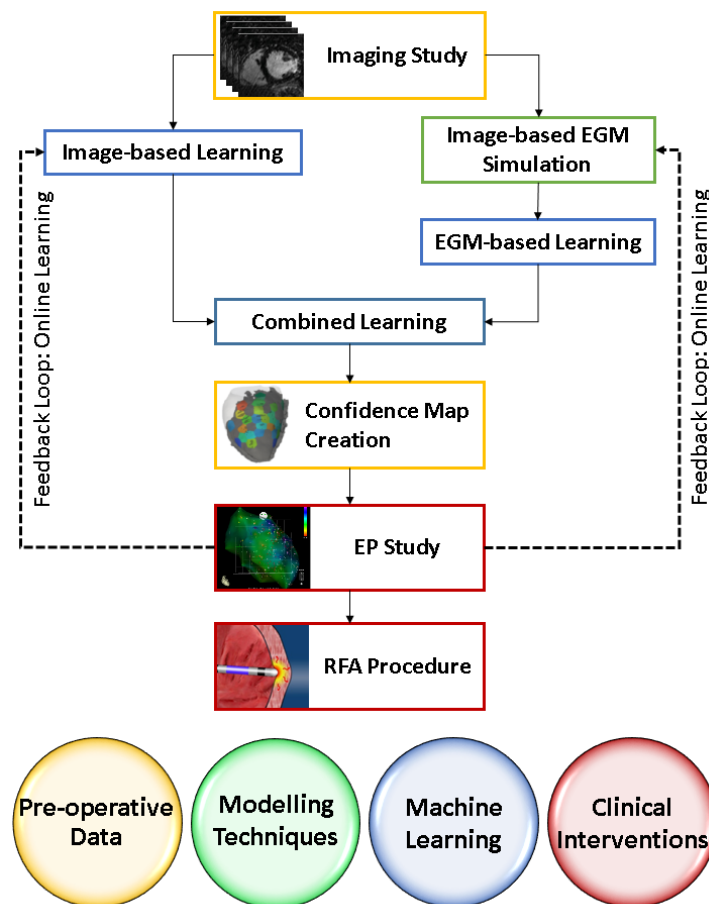 Imaging Study
Image-based Learning
Image-based EGM
Simulation
EGM-based Learning
Feedback Loop: Online Learning
Feedback Loop: Online Learning
Combined Learning
Confidence Map
Creation
EP Study
RFA Procedure
Pre-operative
Data
Modelling
Techniques
Machine
Learning
Clinical
Interventions